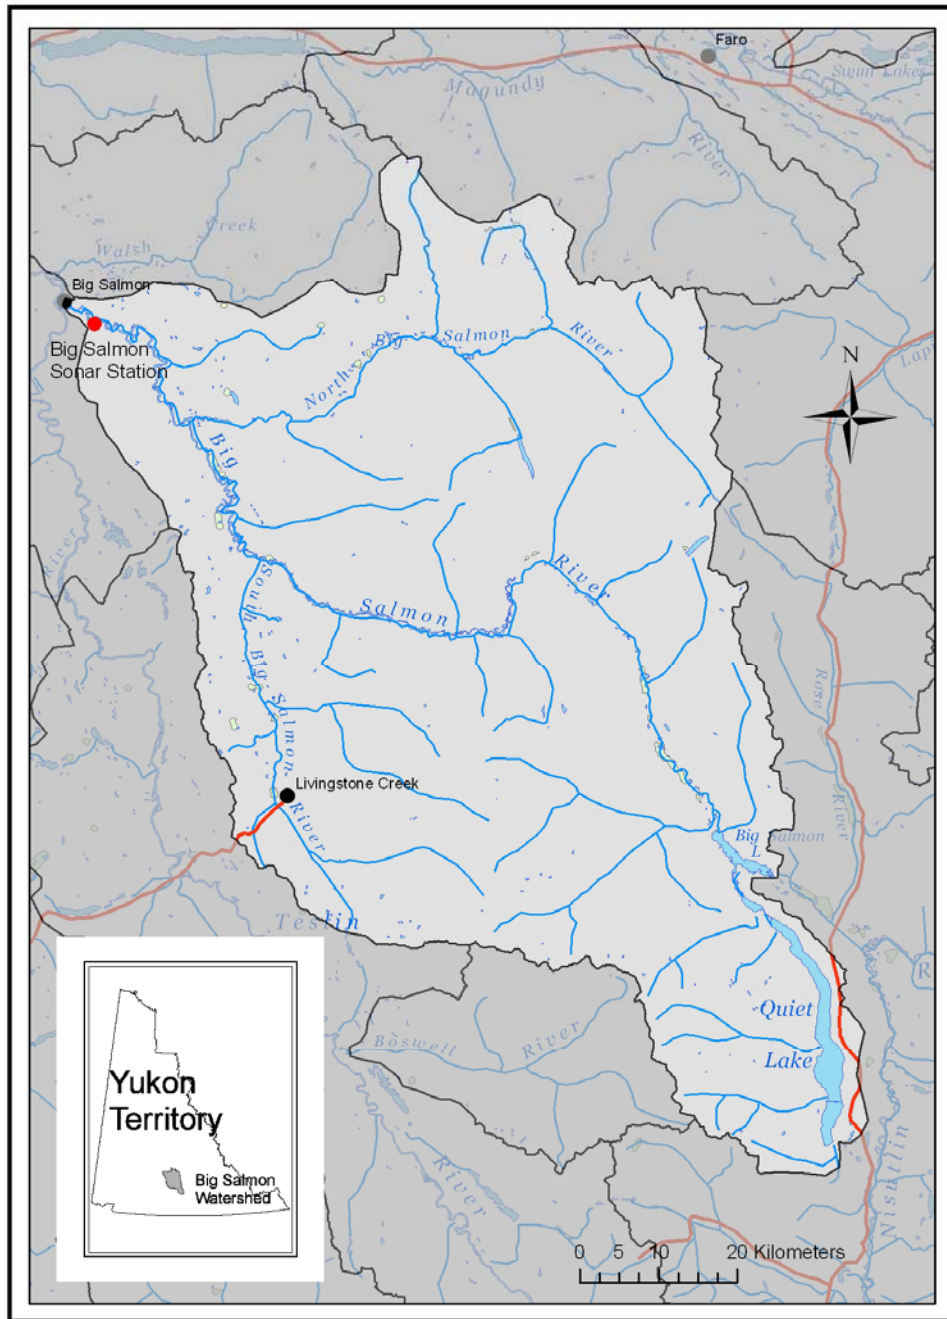 Faro
Magundy
River
Swim Lakes
Creek
Walsh
Big Salmon
Big Salmon
Sonar Station
North Big Salmon River
N
Lap
River
Big Salmon River
South Big Salmon River
Rose
River
Livingstone Creek
Big Salmon
L
Teslin
River
Boswell River
Quiet
Lake
R
Nisutlin
Yukon
Territory
Big Salmon
Watershed
0 5 10 20 Kilometers